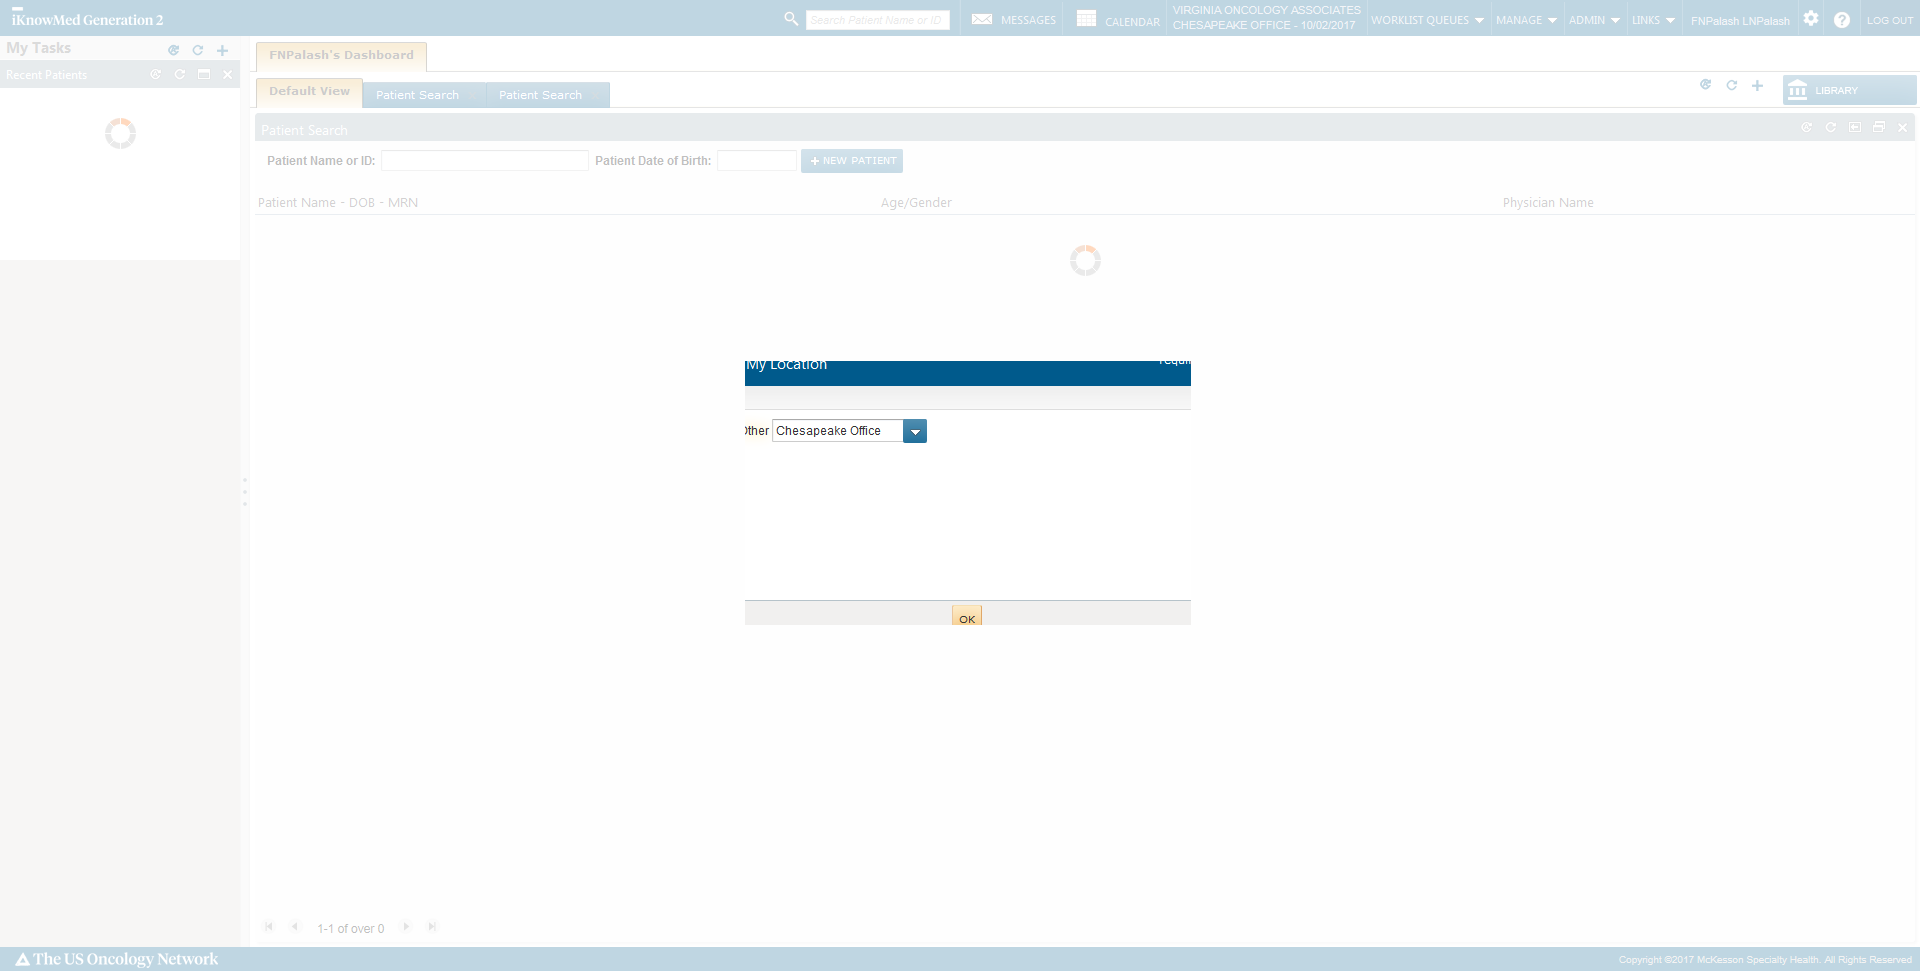 iKnowMed Generation 2
Search Patient Name or ID
MESSAGES
CALENDAR
VIRGINIA ONCOLOGY ASSOCIATES
CHESAPEAKE OFFICE - 10/02/2017
WORKLIST QUEUES
MANAGE
ADMIN
LINKS
FNPalash LNPalash
LOG OUT
My Tasks
Recent Patients
FNPalash's Dashboard
Default View
Patient Search
Patient Search
LIBRARY
Patient Search
Patient Name or ID:
Patient Date of Birth:
+ NEW PATIENT
Patient Name - DOB - MRN
Age/Gender
Physician Name
My Location
Other
Chesapeake Office
OK
1-1 of over 0
The US Oncology Network
Copyright ©2017 McKesson Specialty Health. All Rights Reserved